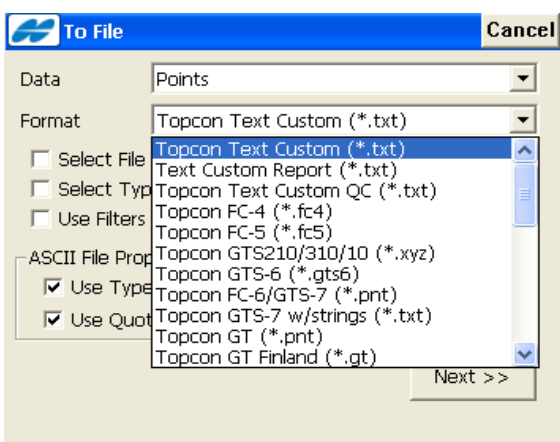 To File
Cancel
Data
Points
Format
Topcon Text Custom (*.txt)
Topcon Text Custom (*.txt)
Text Custom Report (*.txt)
Topcon Text Custom QC (*.txt)
Topcon FC-4 (*.fc4)
Topcon FC-5 (*.fc5)
Topcon GTS210/310/10 (*.xyz)
Topcon GTS-6 (*.gts6)
Topcon FC-6/GTS-7 (*.pnt)
Topcon GTS-7 w/strings (*.txt)
Topcon GT (*.pnt)
Topcon GT Finland (*.gt)
Select File
Select Typ
Use Filters
ASCII File Prop
Use Type
Use Quot
Next >>